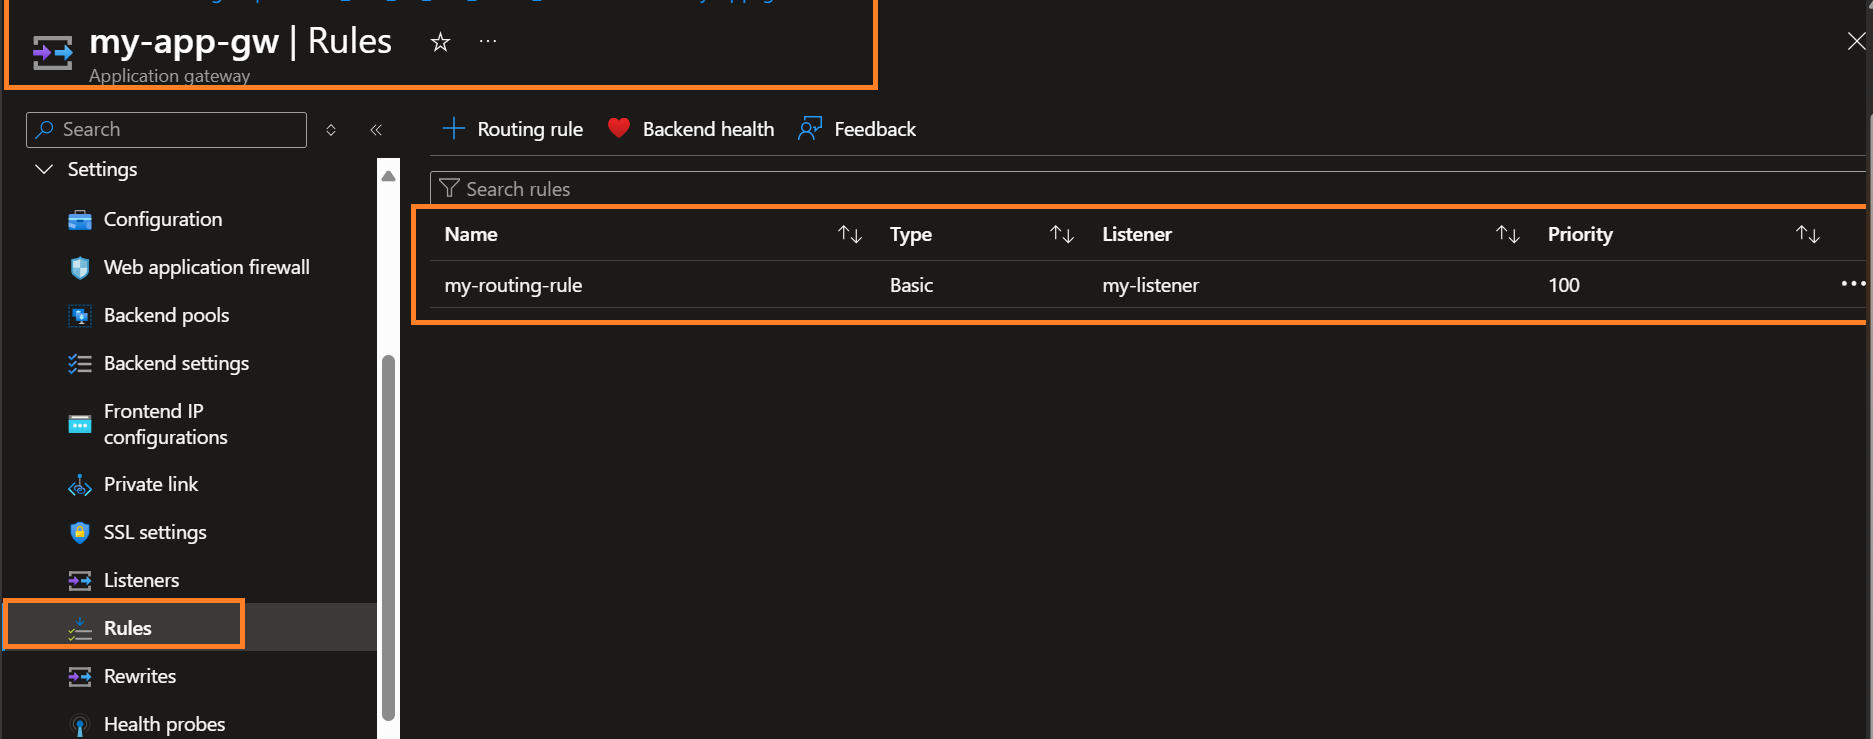 my-app-gw | Rules
Application gateway
Search
Routing rule
Backend health
Feedback
Settings
Configuration
Web application firewall
Backend pools
Backend settings
Frontend IP
configurations
Private link
SSL settings
Listeners
Rules
Rewrites
Health probes
Search rules
Name Type Listener Priority
my-routing-rule Basic my-listener 100